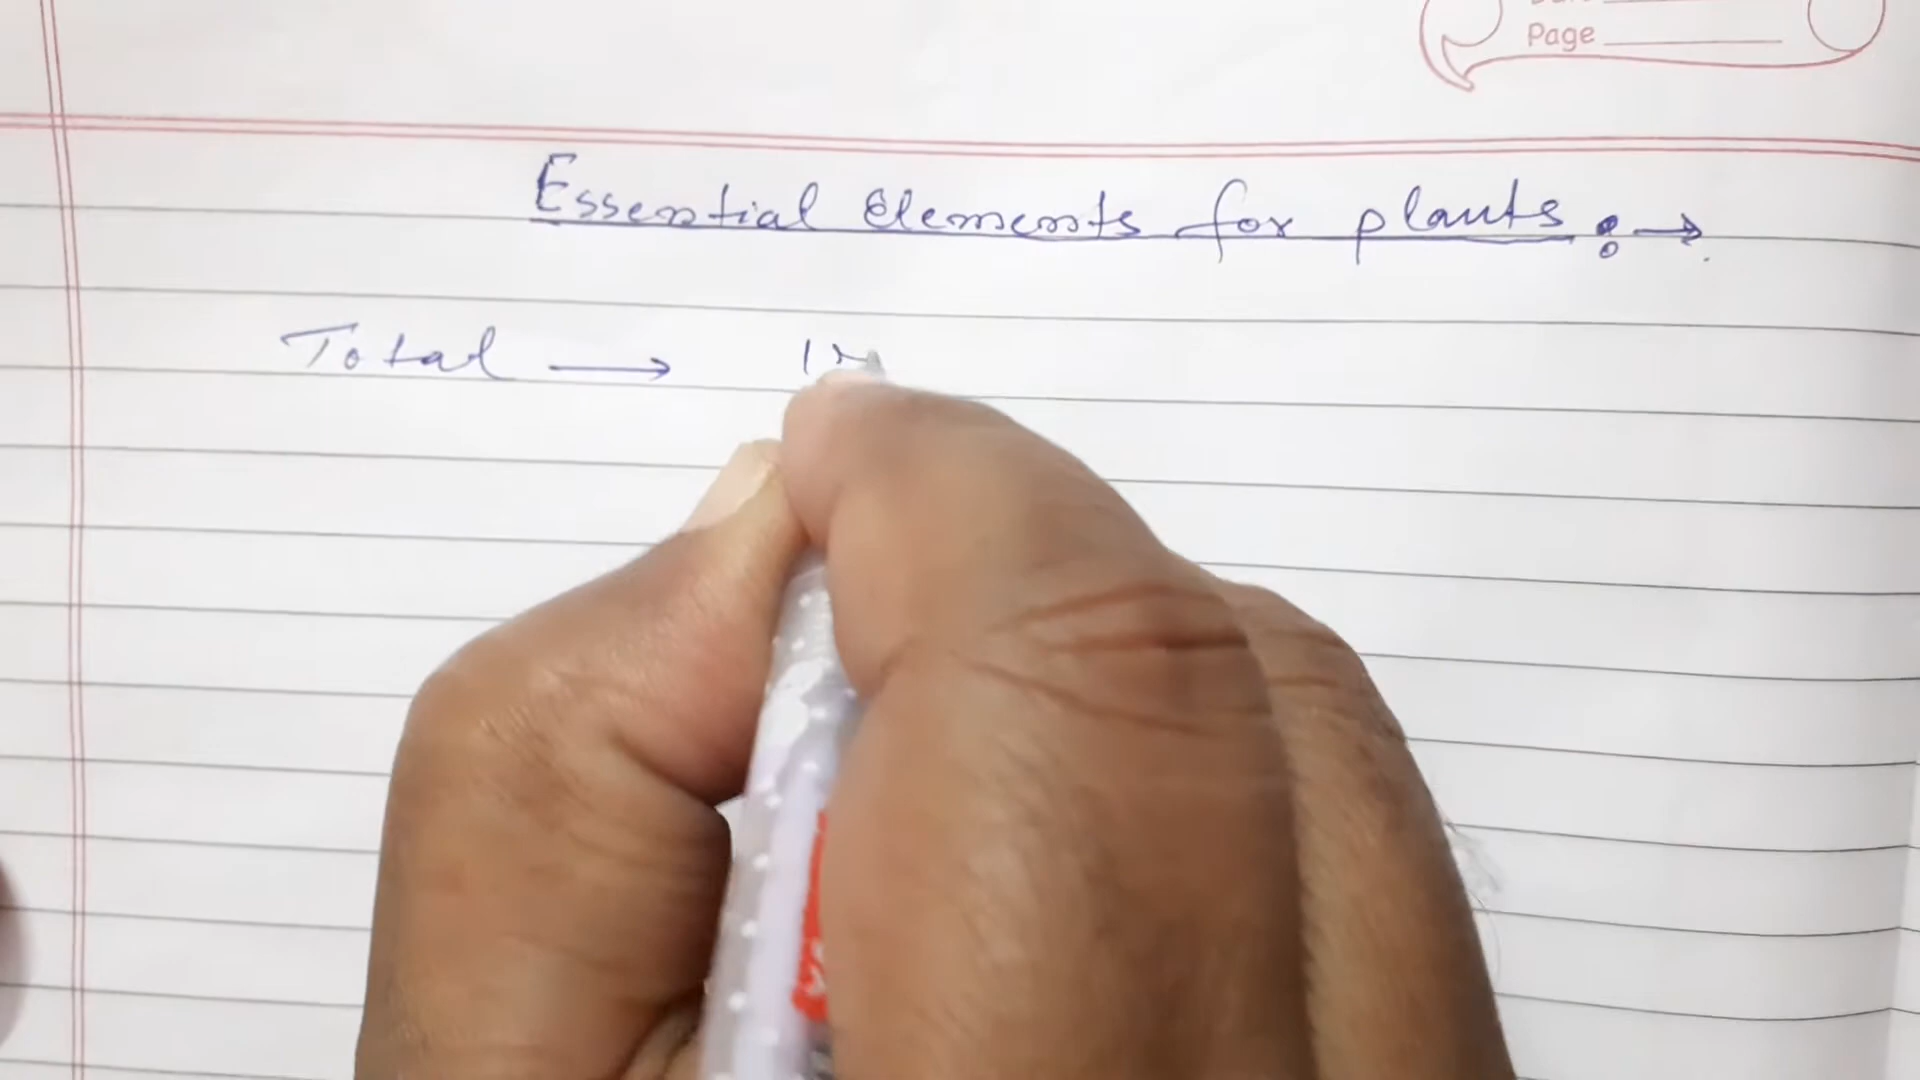 Page
Essential Elements for plants :→
Total →